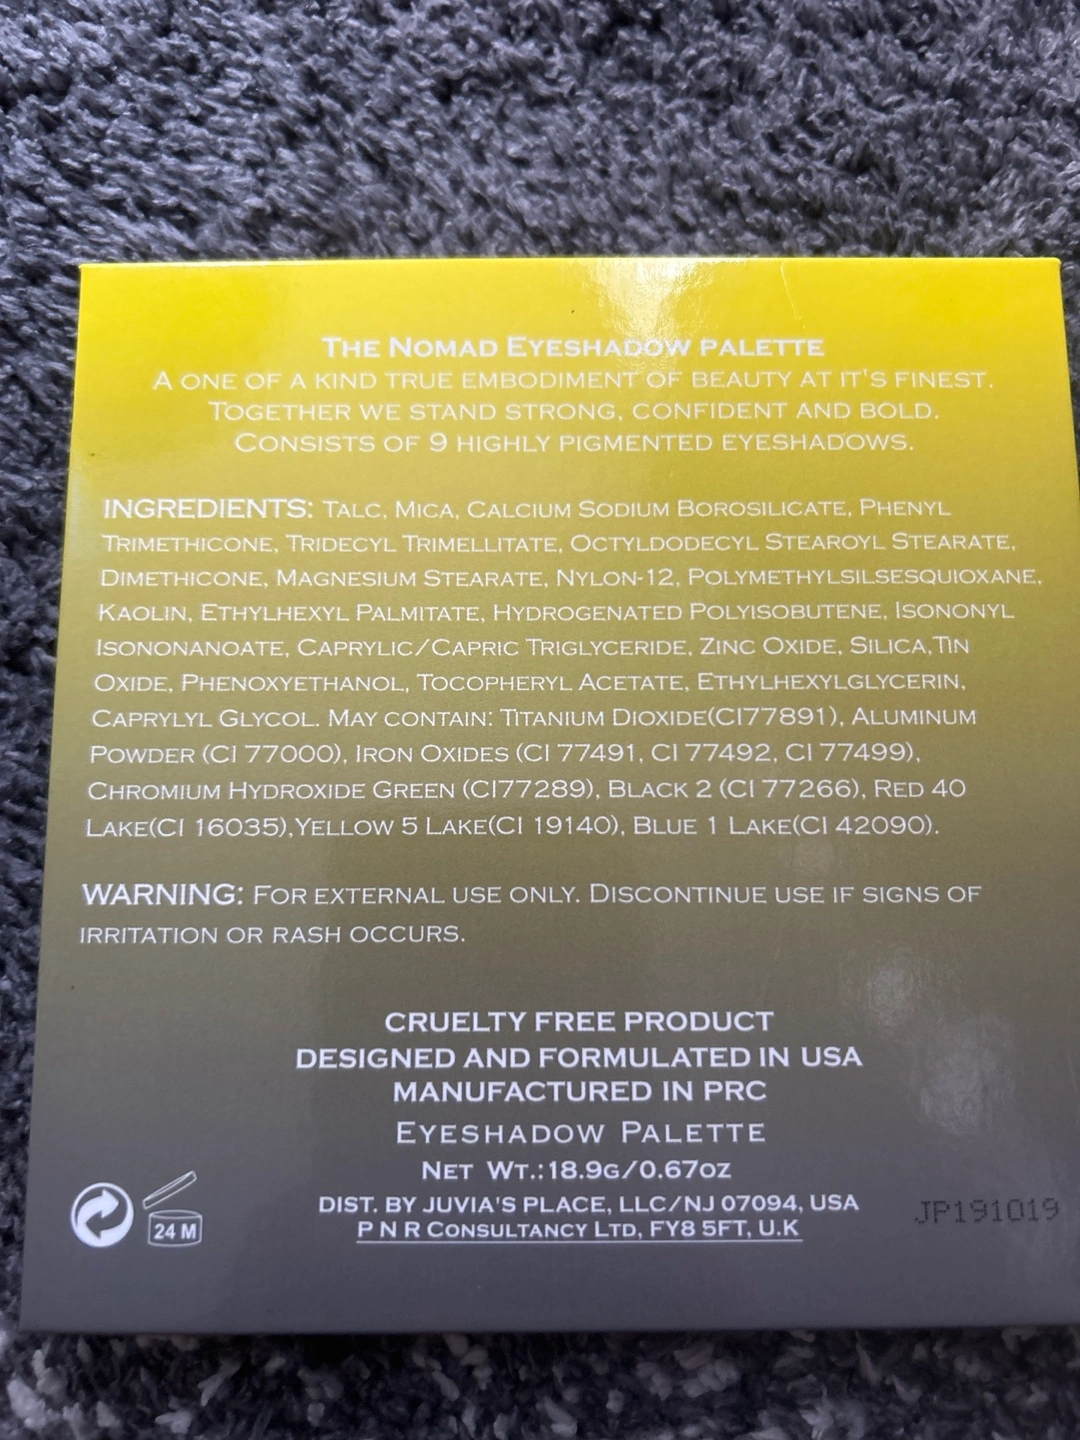 THE NOMAD EYESHADOW PALETTE
A ONE OF A KIND TRUE EMBODIMENT OF BEAUTY AT IT'S FINEST.
TOGETHER WE STAND STRONG, CONFIDENT AND BOLD.
CONSISTS OF 9 HIGHLY PIGMENTED EYESHADOWS.
INGREDIENTS: TALC, MICA, CALCIUM SODIUM BOROSILICATE, PHENYL
TRIMETHICONE, TRIDECYL TRIMELLITATE, OCTYLDODECYL STEAROYL STEARATE,
DIMETHICONE, MAGNESIUM STEARATE, NYLON-12, POLYMETHYLSILSESQUIOXANE,
KAOLIN, ETHYLHEXYL PALMITATE, HYDROGENATED POLYISOBUTENE, ISONONYL
ISONONANOATE, CAPRYLIC/CAPRIC TRIGLYCERIDE, ZINC OXIDE, SILICA,TIN
OXIDE, PHENOXYETHANOL, TOCOPHERYL ACETATE, ETHYLHEXYLGLYCERIN,
CAPRYLYL GLYCOL. MAY CONTAIN: TITANIUM DIOXIDE(CI77891), ALUMINUM
POWDER (CI 77000), IRON OXIDES (CI 77491, CI 77492, CI 77499),
CHROMIUM HYDROXIDE GREEN (CI77289), BLACK 2 (CI 77266), RED 40
LAKE(CI 16035),YELLOW 5 LAKE(CI 19140), BLUE 1 LAKE(CI 42090).
WARNING: FOR EXTERNAL USE ONLY. DISCONTINUE USE IF SIGNS OF
IRRITATION OR RASH OCCURS.
CRUELTY FREE PRODUCT
DESIGNED AND FORMULATED IN USA
MANUFACTURED IN PRC
EYESHADOW PALETTE
NET WT.:18.9G/0.67OZ
DIST. BY JUVIA'S PLACE, LLC/NJ 07094, USA
P N R CONSULTANCY LTD, FY8 5FT, U.K
24 M
JP191019